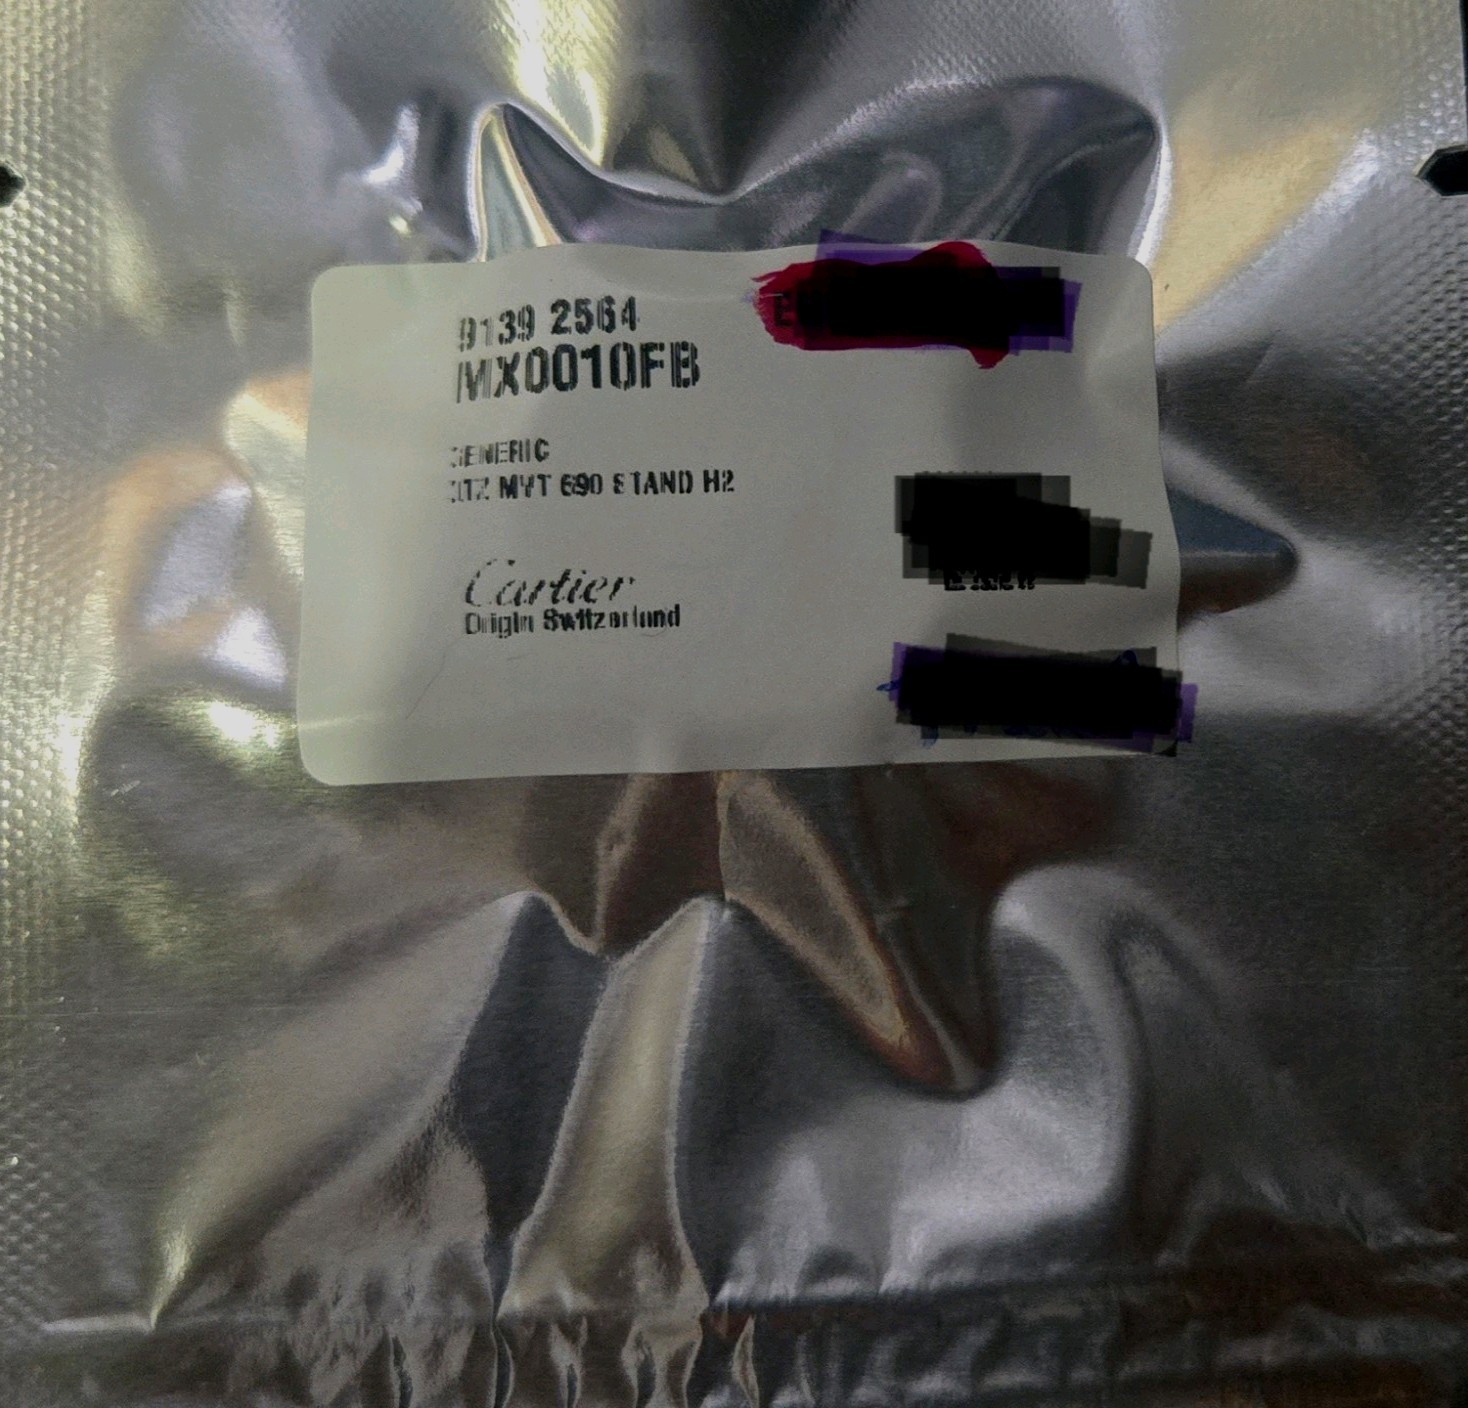 9139 2564
MX0010FB
GENERIC
QTZ MVT 690 STAND H2
Cartier
Origin Switzerland